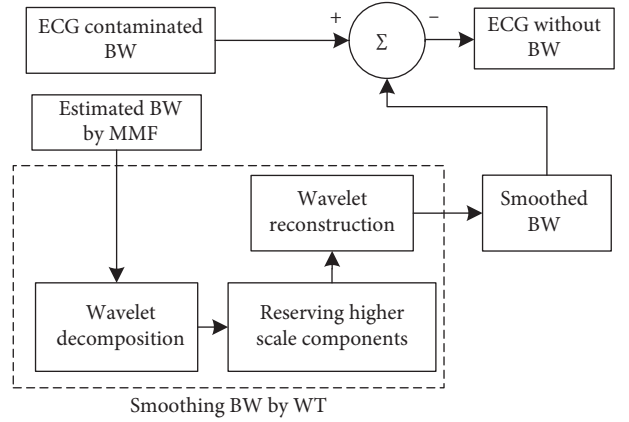 ECG contaminated
BW
+
Σ
−
ECG without
BW
Estimated BW
by MMF
Wavelet
reconstruction
Smoothed
BW
Wavelet
decomposition
Reserving higher
scale components
Smoothing BW by WT